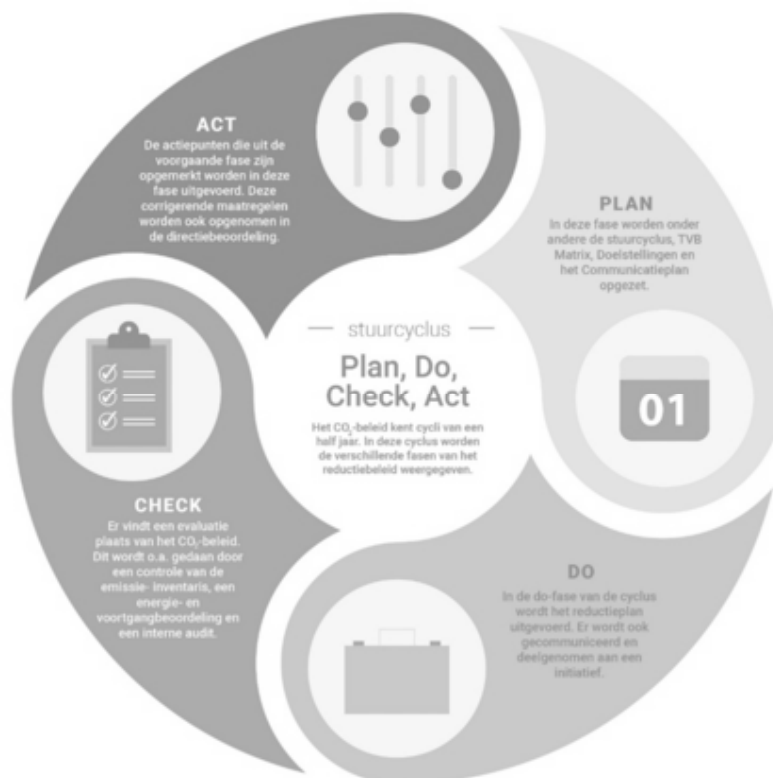 ACT
De actiepunten die uit de
voorgaande fase zijn
opgemerkt worden in deze
fase uitgevoerd. Deze
corrigerende maatregelen
worden ook opgenomen in
de directiebeoordeling.
PLAN
In deze fase worden onder
andere de stuurcyclus, TVB
Matrix, Doelstellingen en
het Communicatieplan
opgezet.
01
stuurcyclus
Plan, Do,
Check, Act
Het CO₂-beleid kent cycli van een
half jaar. In deze cyclus worden
de verschillende fasen van het
reductiebeleid weergegeven.
CHECK
Er vindt een evaluatie
plaats van het CO₂-beleid.
Dit wordt o.a. gedaan door
een controle van de
emissie- inventaris, een
energie- en
voortgangbeoordeling en
een interne audit.
DO
In de do-fase van de cyclus
wordt het reductieplan
uitgevoerd. Er wordt ook
gecommuniceerd en
deelgenomen aan een
initiatief.